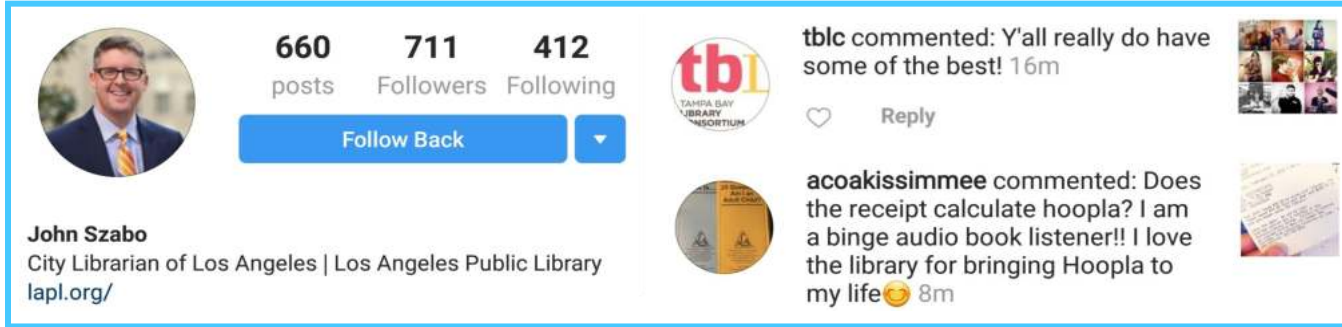 660 711 412
posts Followers Following
Follow Back
John Szabo
City Librarian of Los Angeles | Los Angeles Public Library
lapl.org/
tbl
TAMPA BAY
LIBRARY
CONSORTIUM
tblc commented: Y'all really do have
some of the best! 16m
Reply
Adult Child?
acoakissimmee commented: Does
the receipt calculate hoopla? I am
a binge audio book listener!! I love
the library for bringing Hoopla to
my life😊 8m